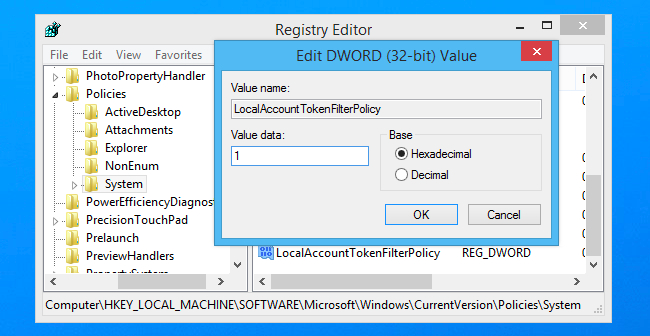 Registry Editor
File Edit View Favorites
Edit DWORD (32-bit) Value
Value name:
LocalAccountTokenFilterPolicy
Value data:
1
Base
Hexadecimal
Decimal
OK Cancel
PhotoPropertyHandler
Policies
ActiveDesktop
Attachments
Explorer
NonEnum
System
PowerEfficiencyDiagnos
PrecisionTouchPad
Prelaunch
PreviewHandlers
PropertySystem
LocalAccountTokenFilterPolicy REG_DWORD
Computer\HKEY_LOCAL_MACHINE\SOFTWARE\Microsoft\Windows\CurrentVersion\Policies\System